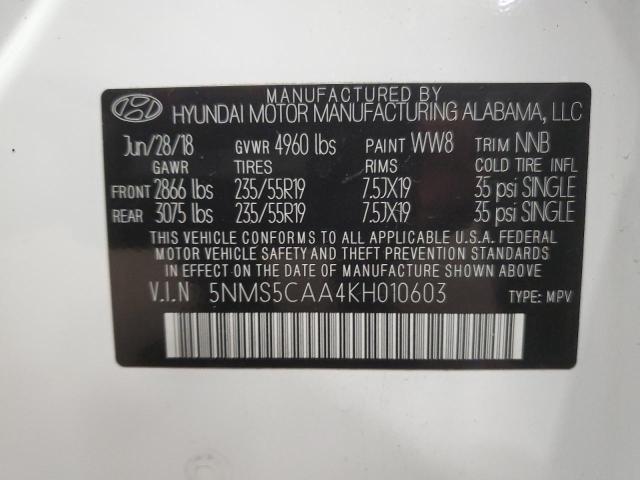 MANUFACTURED BY
HYUNDAI MOTOR MANUFACTURING ALABAMA, LLC
Jun/28/18 GVWR 4960 lbs PAINT WW8 TRIM NNB
GAWR TIRES RIMS COLD TIRE INFL
FRONT 2866 lbs 235/55R19 7.5JX19 35 psi SINGLE
REAR 3075 lbs 235/55R19 7.5JX19 35 psi SINGLE
THIS VEHICLE CONFORMS TO ALL APPLICABLE U.S.A. FEDERAL
MOTOR VEHICLE SAFETY AND THEFT PREVENTION STANDARDS
IN EFFECT ON THE DATE OF MANUFACTURE SHOWN ABOVE.
V.I.N 5NMS5CAA4KH010603 TYPE: MPV